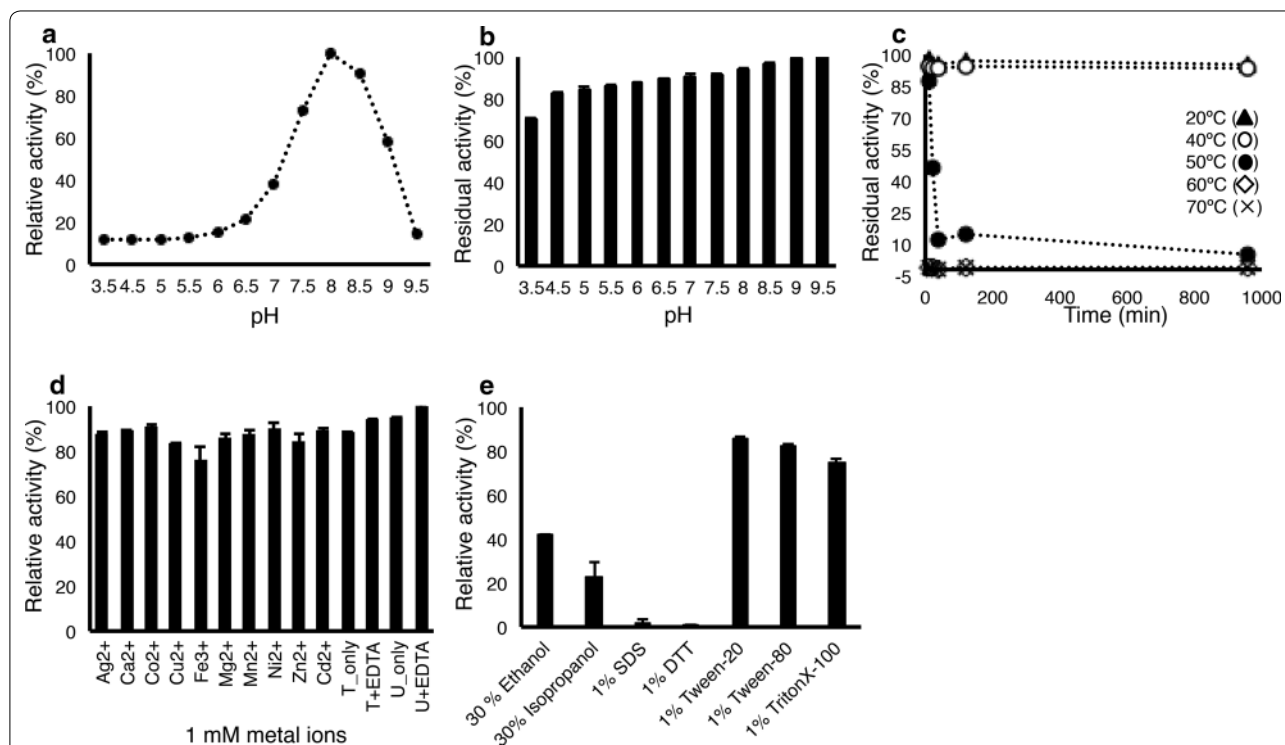 a
Relative activity (%)
100
80
60
40
20
0
3.5 4.5 5 5.5 6 6.5 7 7.5 8 8.5 9 9.5
pH
b
Residual activity (%)
100
80
60
40
20
0
3.5 4.5 5 5.5 6 6.5 7 7.5 8 8.5 9 9.5
pH
c
Residual activity (%)
100
85
70
55
40
25
10
-5
20ºC (▲)
40ºC (○)
50ºC (●)
60ºC (◇)
70ºC (×)
0 200 400 600 800 1000
Time (min)
d
Relative activity (%)
100
80
60
40
20
0
Ag2+
Ca2+
Co2+
Cu2+
Fe3+
Mg2+
Mn2+
Ni2+
Zn2+
Cd2+
T_only
T+EDTA
U_only
U+EDTA
1 mM metal ions
e
Relative activity (%)
100
80
60
40
20
0
30 % Ethanol
30% Isopropanol
1% SDS
1% DTT
1% Tween-20
1% Tween-80
1% TritonX-100